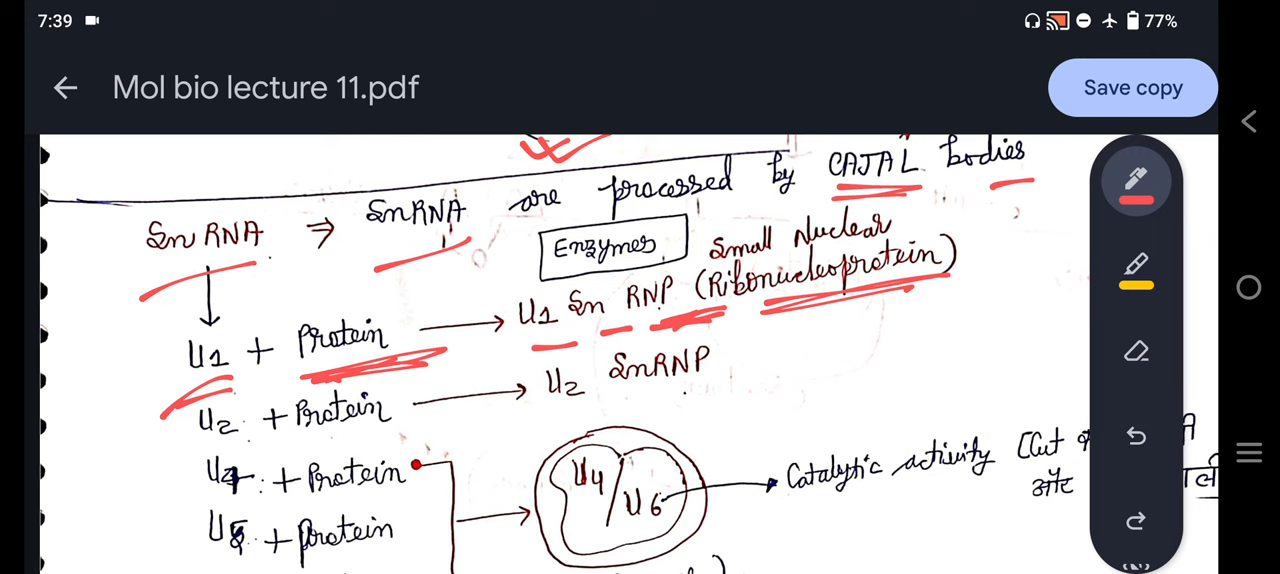 7:39 77%
Mol bio lecture 11.pdf Save copy
SnRNA ⇒ SnRNA are processed by CAJAL bodies
Enzymes
U1 + Protein → U1 Sn RNP (Ribonucleoprotein)
Small Nuclear
U2 + Protein → U2 SnRNP
U4 + Protein
U4/U6 → Catalytic activity (Cut
और
U5 + protein